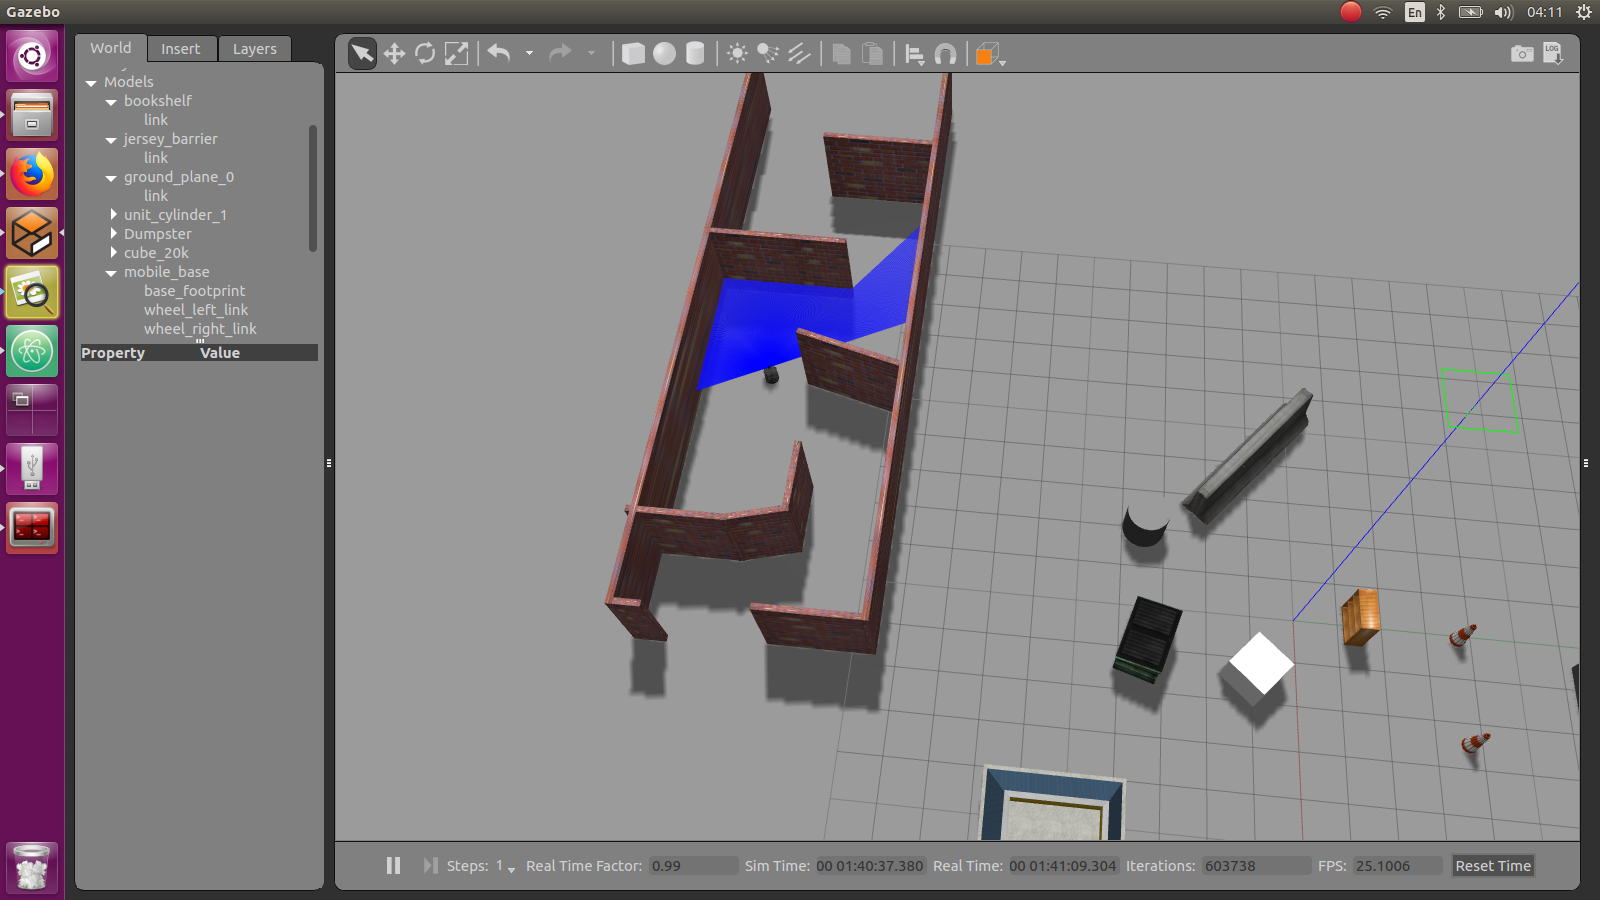 Gazebo
En
04:11
World Insert Layers
Models
bookshelf
link
jersey_barrier
link
ground_plane_0
link
unit_cylinder_1
Dumpster
cube_20k
mobile_base
base_footprint
wheel_left_link
wheel_right_link
Property Value
LOG
Steps: 1 Real Time Factor: 0.99 Sim Time: 00 01:40:37.380 Real Time: 00 01:41:09.304 Iterations: 603738 FPS: 25.1006 Reset Time